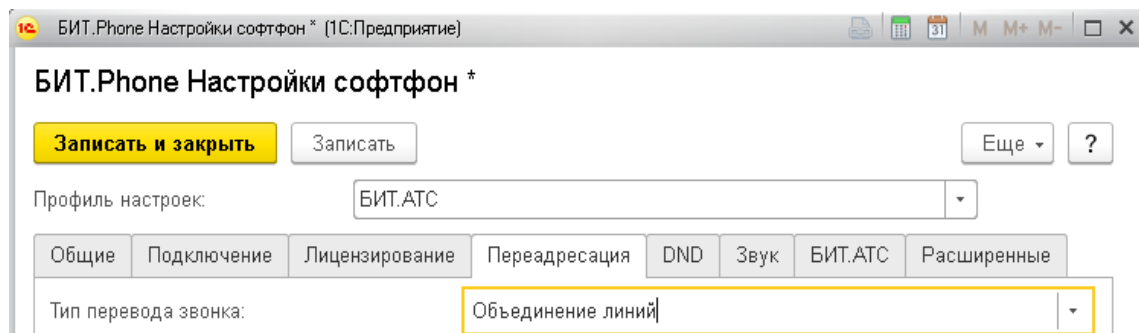 1С БИТ.Phone Настройки софтфон * (1С:Предприятие) 31 M M+ M-
БИТ.Phone Настройки софтфон *
Записать и закрыть Записать Еще ?
Профиль настроек: БИТ.АТС
Общие Подключение Лицензирование Переадресация DND Звук БИТ.АТС Расширенные
Тип перевода звонка: Объединение линий